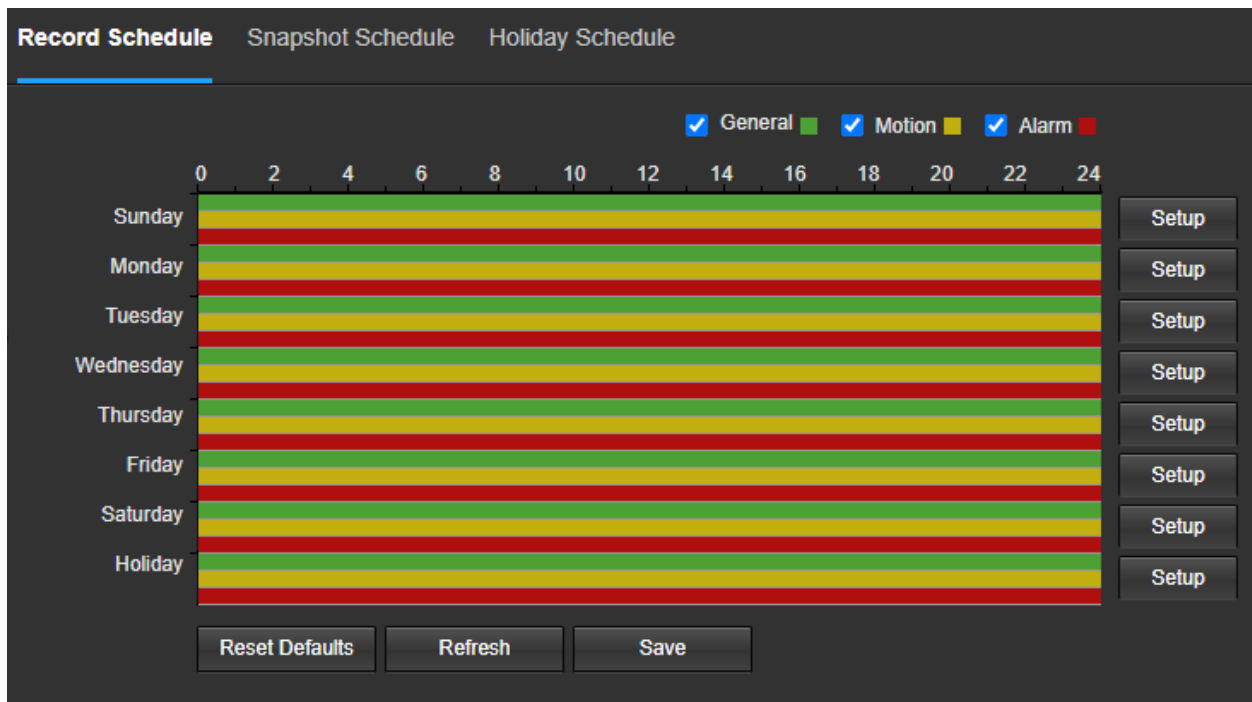 Record Schedule Snapshot Schedule Holiday Schedule
General Motion Alarm
0 2 4 6 8 10 12 14 16 18 20 22 24
Sunday Setup
Monday Setup
Tuesday Setup
Wednesday Setup
Thursday Setup
Friday Setup
Saturday Setup
Holiday Setup
Reset Defaults Refresh Save